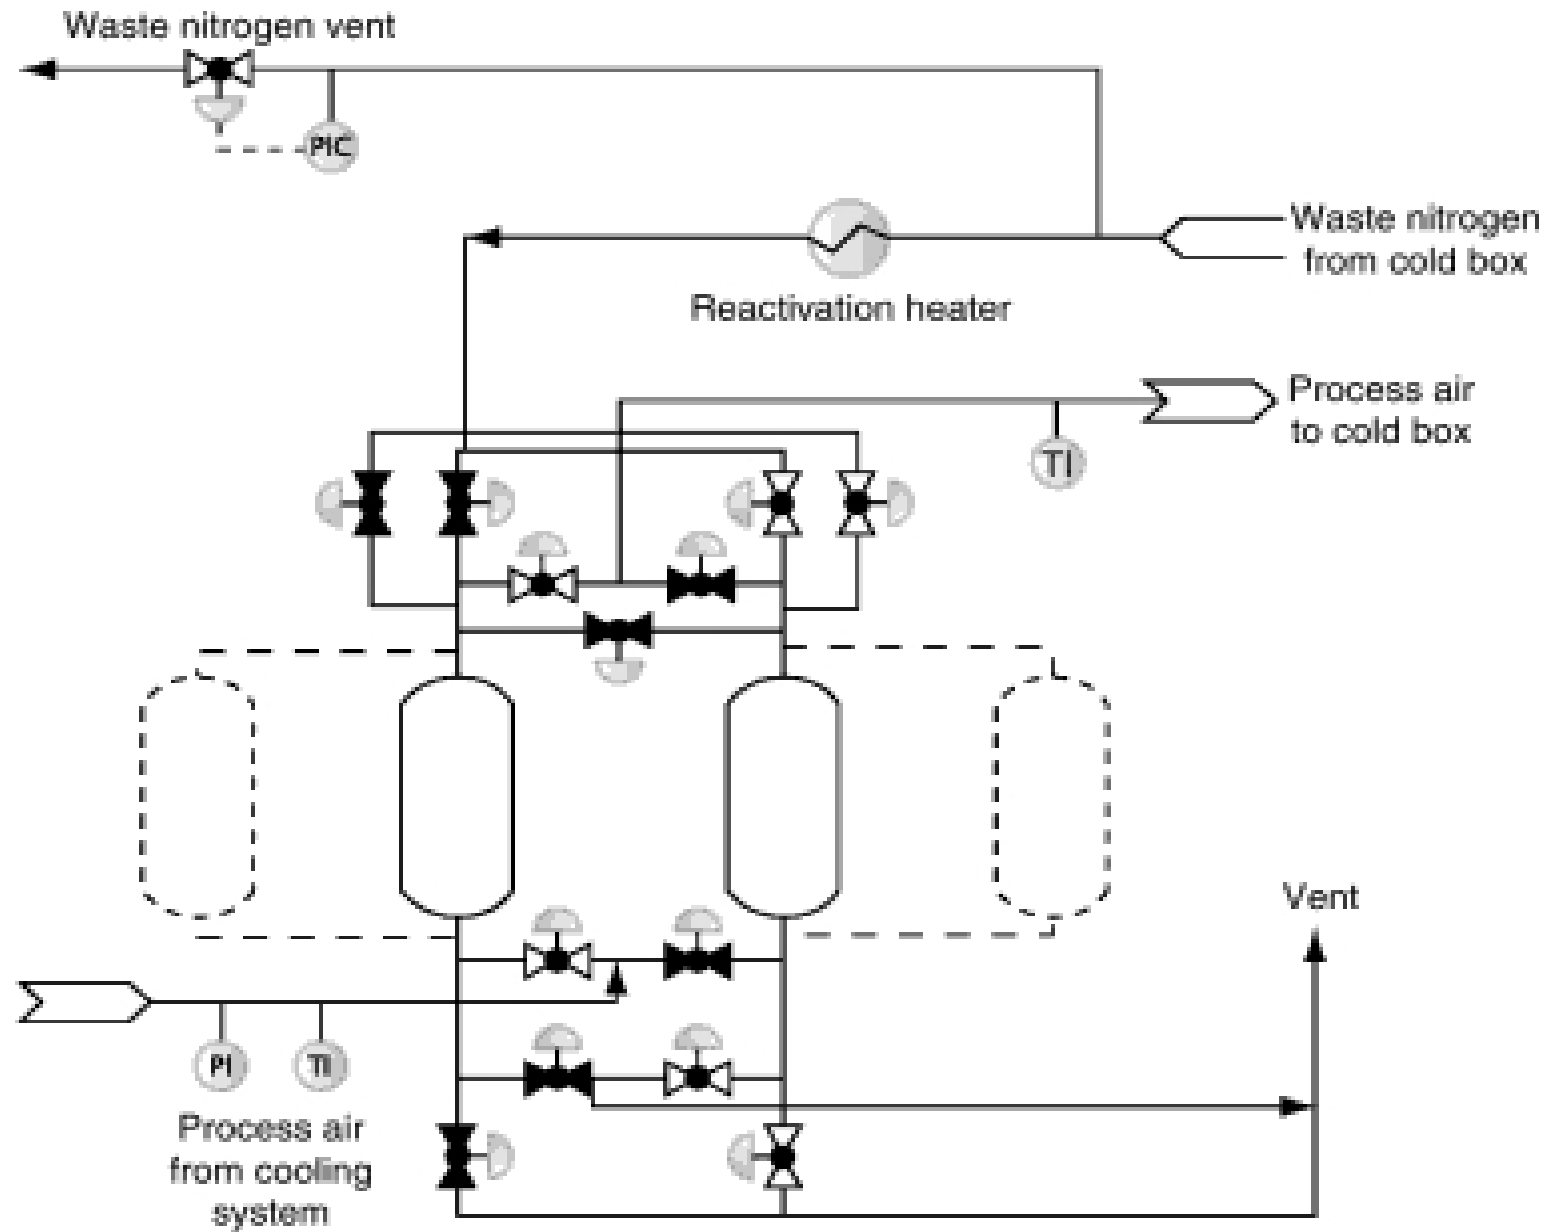 Waste nitrogen vent
PIC
Waste nitrogen
from cold box
Reactivation heater
Process air
to cold box
TI
Vent
PI
TI
Process air
from cooling
system